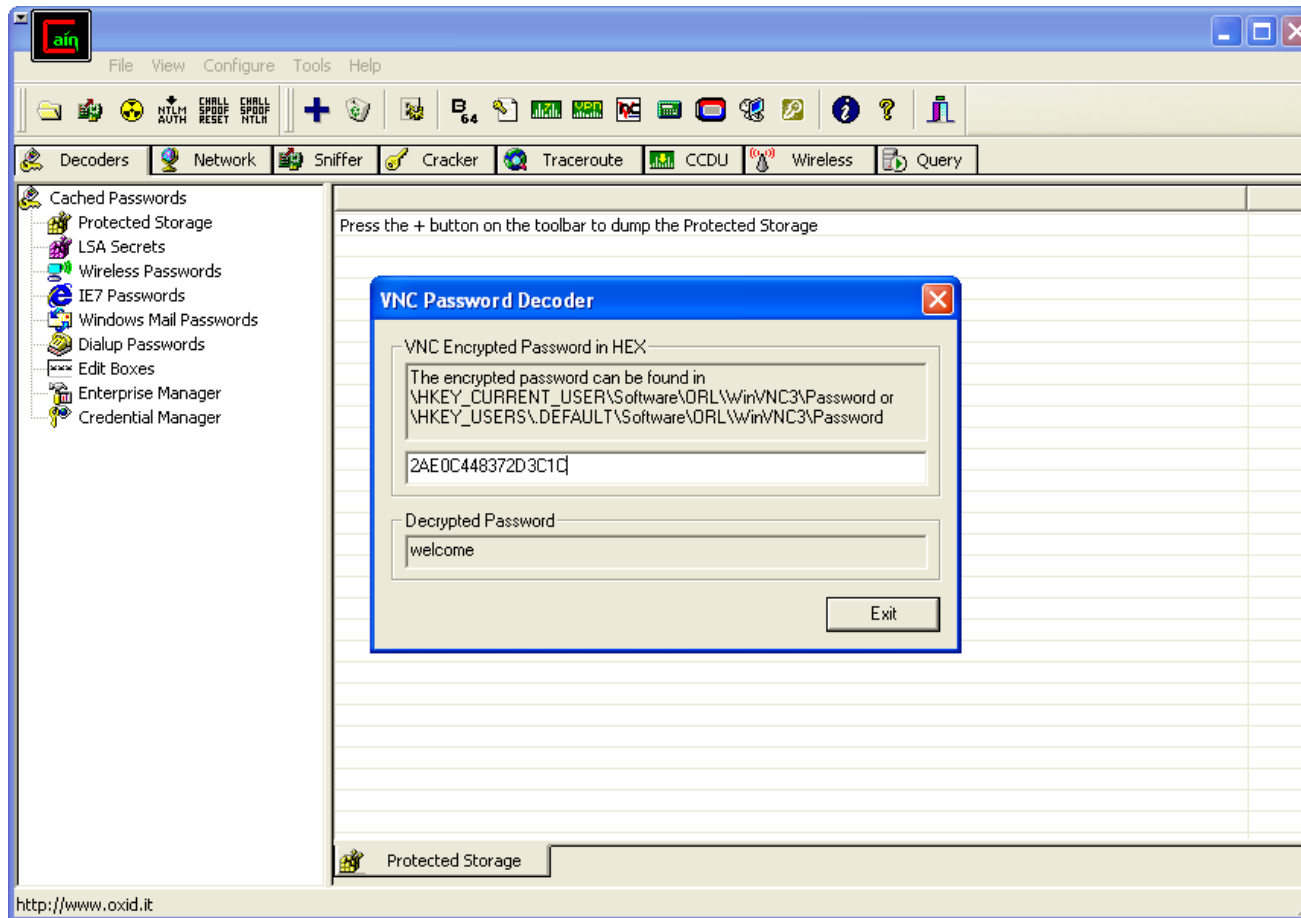 Cain
File View Configure Tools Help
NTLM AUTH CHALL SPOOF RESET CHALL SPOOF NTLM B64
Decoders Network Sniffer Cracker Traceroute CCDU Wireless Query
Cached Passwords
Protected Storage
LSA Secrets
Wireless Passwords
IE7 Passwords
Windows Mail Passwords
Dialup Passwords
Edit Boxes
Enterprise Manager
Credential Manager
Press the + button on the toolbar to dump the Protected Storage
VNC Password Decoder
VNC Encrypted Password in HEX
The encrypted password can be found in
\HKEY_CURRENT_USER\Software\ORL\WinVNC3\Password or
\HKEY_USERS\.DEFAULT\Software\ORL\WinVNC3\Password
2AE0C448372D3C1C
Decrypted Password
welcome
Exit
Protected Storage
http://www.oxid.it